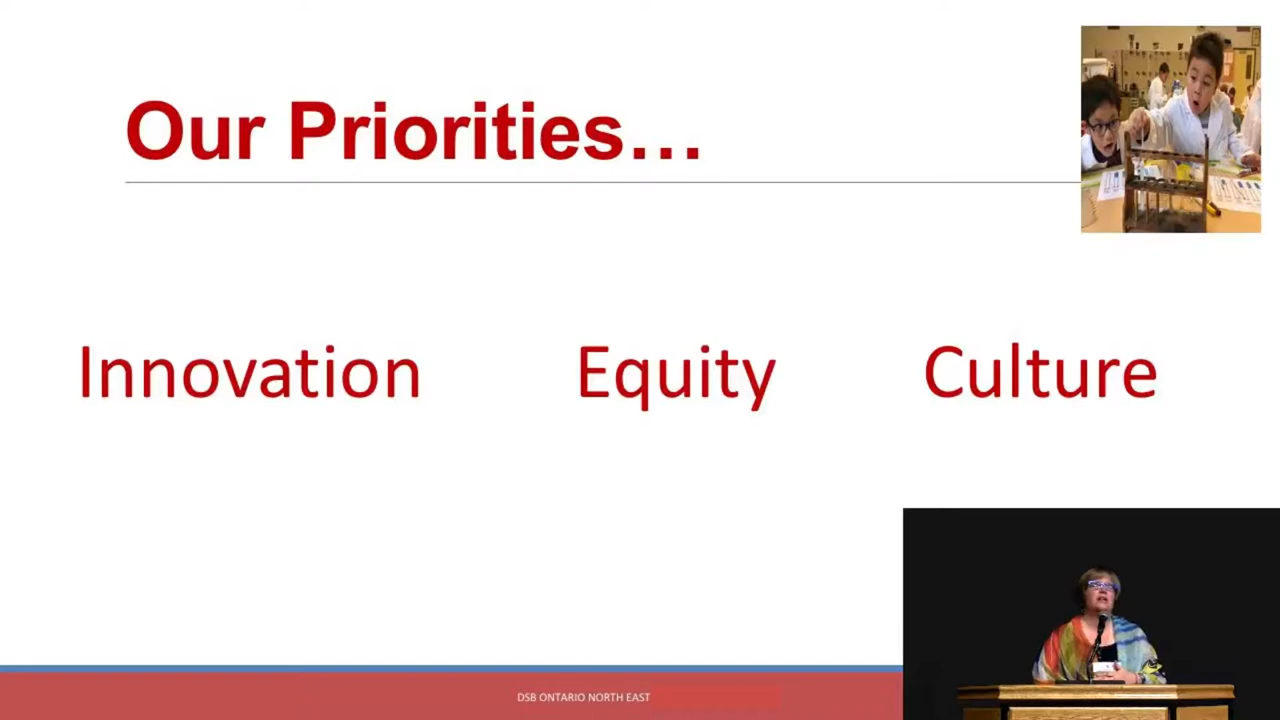 Our Priorities…
Innovation Equity Culture
DSB ONTARIO NORTH EAST